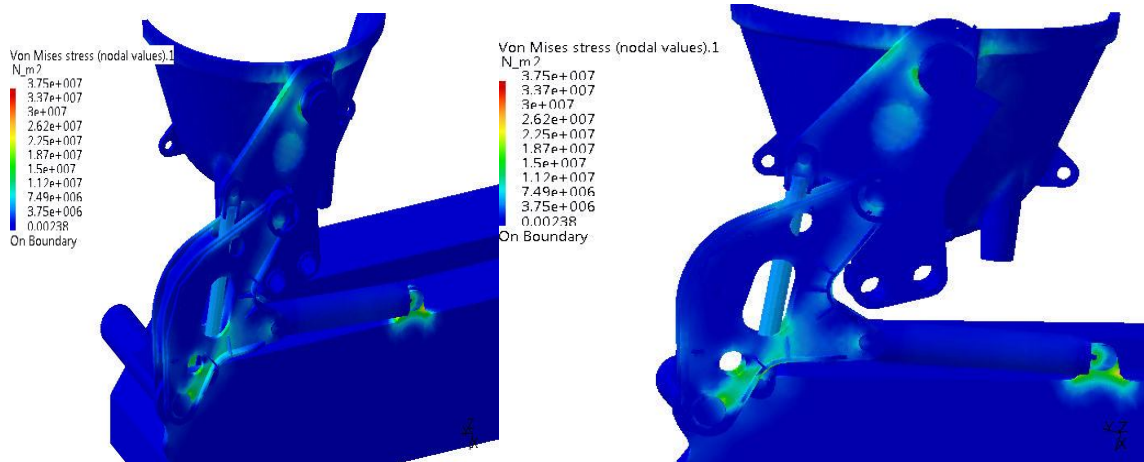 Von Mises stress (nodal values).1
N_m2
3.75e+007
3.37e+007
3e+007
2.62e+007
2.25e+007
1.87e+007
1.5e+007
1.12e+007
7.49e+006
3.75e+006
0.00238
On Boundary
Von Mises stress (nodal values).1
N_m2
3.75e+007
3.37e+007
3e+007
2.62e+007
2.25e+007
1.87e+007
1.5e+007
1.12e+007
7.49e+006
3.75e+006
0.00238
On Boundary